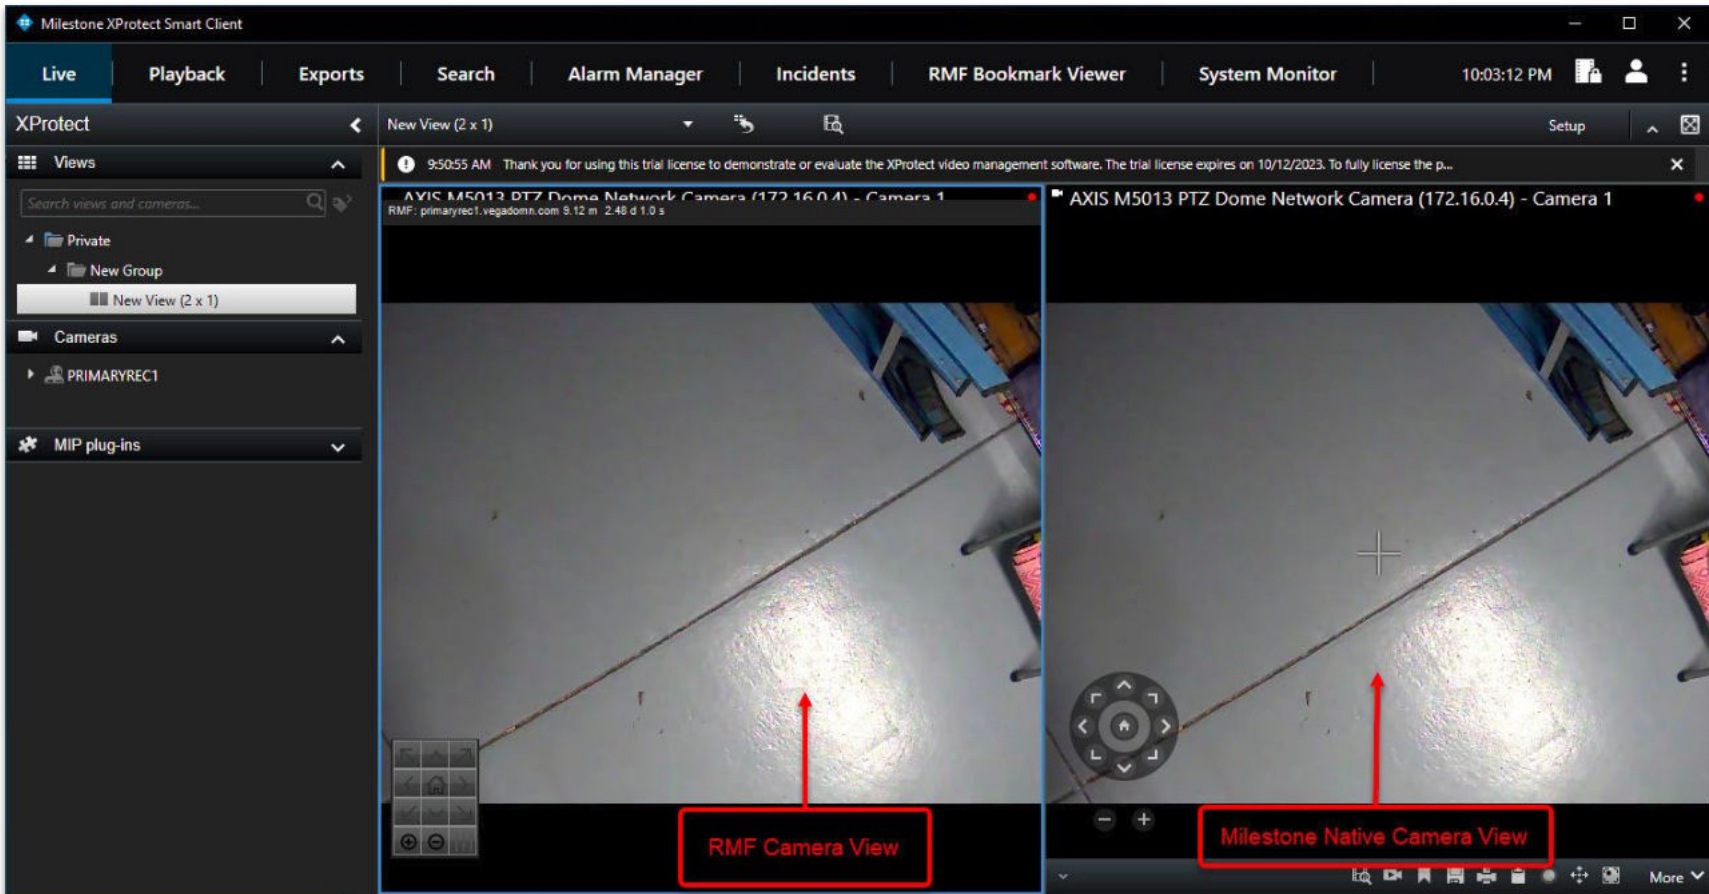 Milestone XProtect Smart Client
Live Playback Exports Search Alarm Manager Incidents RMF Bookmark Viewer System Monitor 10:03:12 PM
XProtect
New View (2 x 1)
Setup
Views
9:50:55 AM Thank you for using this trial license to demonstrate or evaluate the XProtect video management software. The trial license expires on 10/12/2023. To fully license the p...
Search views and cameras...
Private
New Group
New View (2 x 1)
Cameras
PRIMARYREC1
MIP plug-ins
AXIS M5013 PTZ Dome Network Camera (172.16.0.4) - Camera 1
RMF: primaryrec1.vegadomn.com 9.12 m 2.48 d 1.0 s
AXIS M5013 PTZ Dome Network Camera (172.16.0.4) - Camera 1
RMF Camera View
Milestone Native Camera View
More